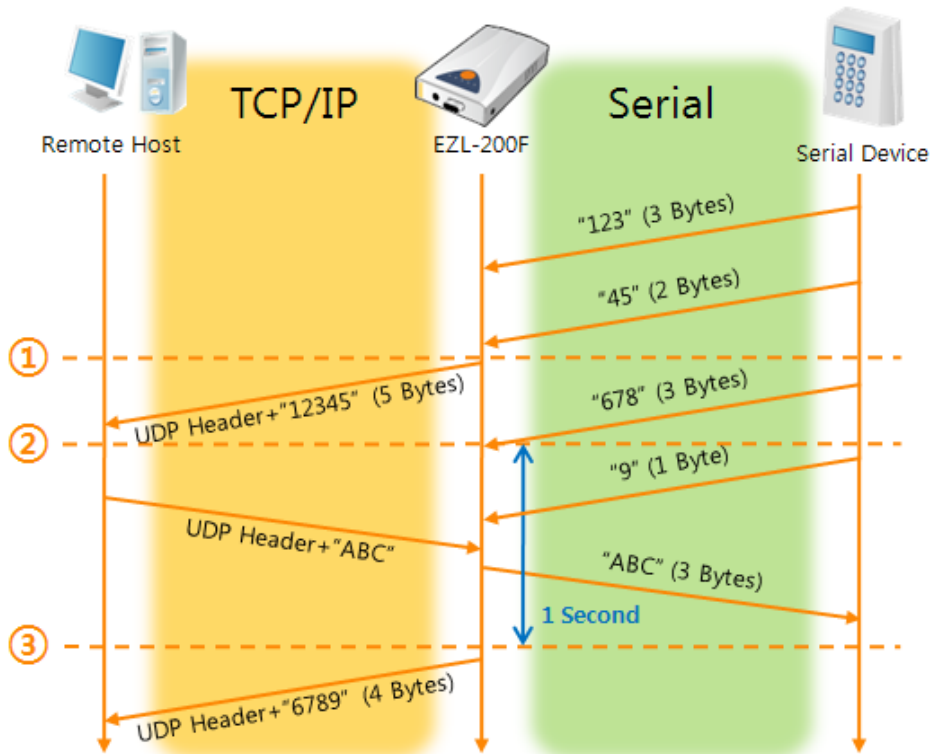 TCP/IP
Serial
Remote Host
EZL-200F
Serial Device
“123” (3 Bytes)
“45” (2 Bytes)
①
UDP Header+“12345” (5 Bytes)
“678” (3 Bytes)
②
“9” (1 Byte)
UDP Header+“ABC”
“ABC” (3 Bytes)
1 Second
③
UDP Header+“6789” (4 Bytes)